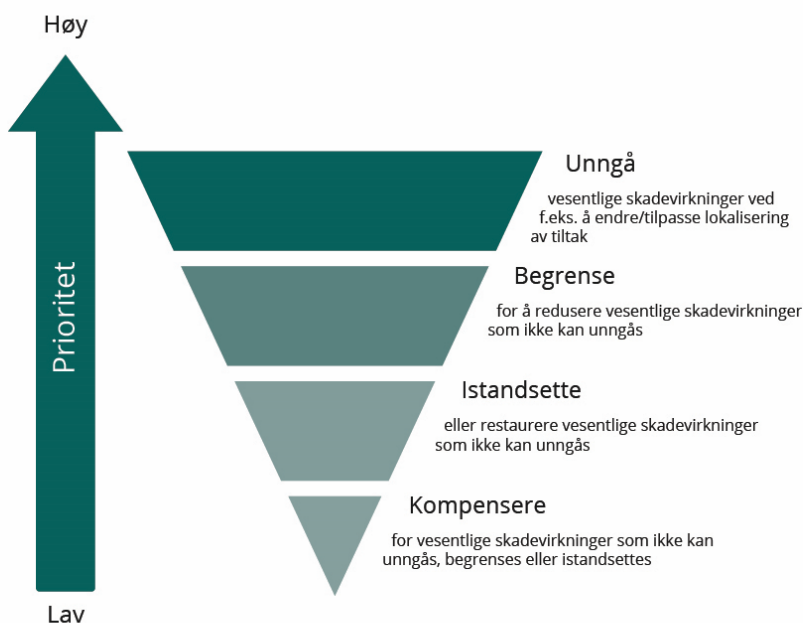 Høy
Prioritet
Lav
Unngå
vesentlige skadevirkninger ved
f.eks. å endre/tilpasse lokalisering
av tiltak
Begrense
for å redusere vesentlige skadevirkninger
som ikke kan unngås
Istandsette
eller restaurere vesentlige skadevirkninger
som ikke kan unngås
Kompensere
for vesentlige skadevirkninger som ikke kan
unngås, begrenses eller istandsettes